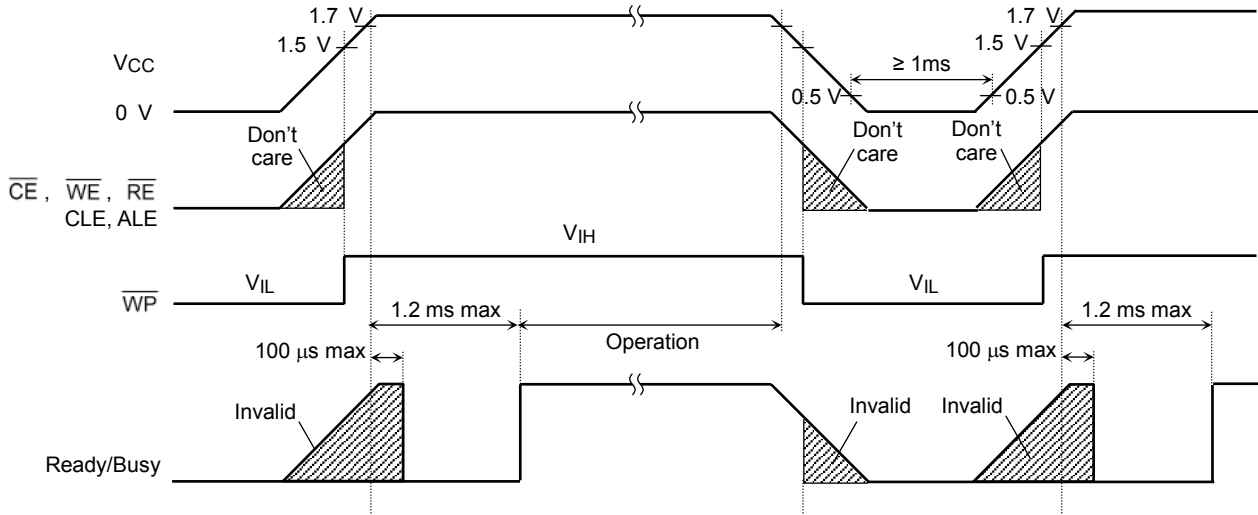 1.7 V
1.7 V
1.5 V
1.5 V
VCC
≥ 1ms
0 V
0.5 V
0.5 V
Don't
care
Don't
care
Don't
care
CE , WE , RE
CLE, ALE
VIH
VIL
VIL
WP
1.2 ms max
1.2 ms max
Operation
100 μs max
100 μs max
Invalid
Invalid
Invalid
Ready/Busy